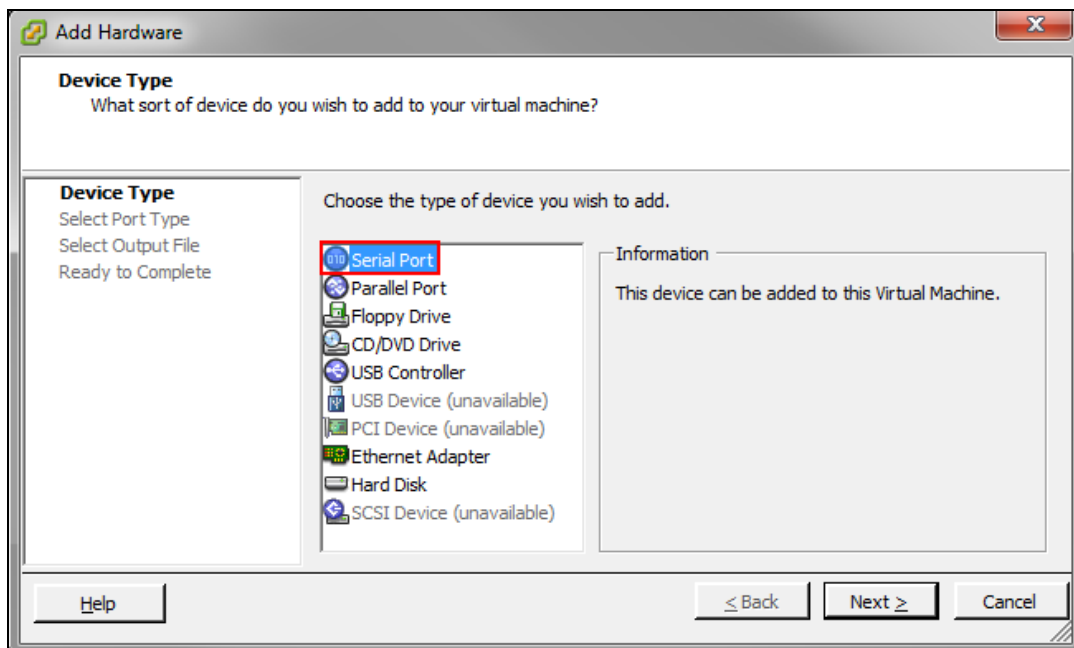 Add Hardware
Device Type
What sort of device do you wish to add to your virtual machine?
Device Type
Select Port Type
Select Output File
Ready to Complete
Choose the type of device you wish to add.
Serial Port
Parallel Port
Floppy Drive
CD/DVD Drive
USB Controller
USB Device (unavailable)
PCI Device (unavailable)
Ethernet Adapter
Hard Disk
SCSI Device (unavailable)
Information
This device can be added to this Virtual Machine.
Help
< Back
Next >
Cancel